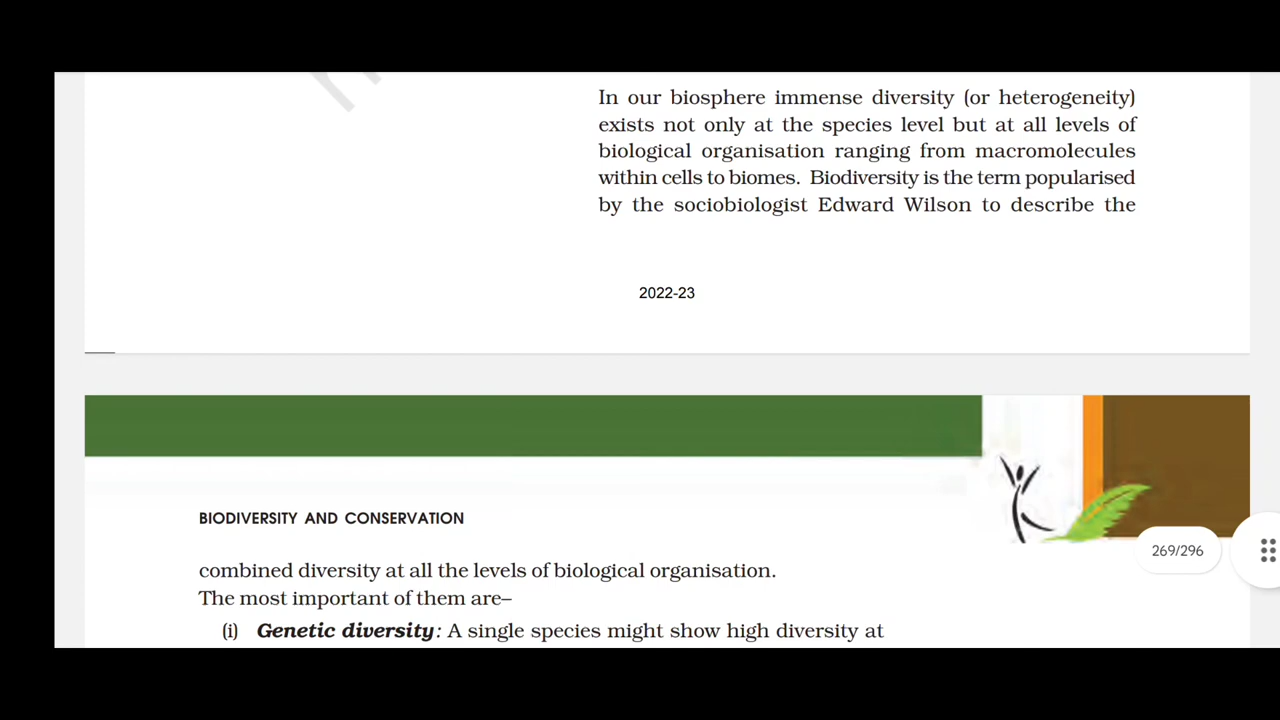 In our biosphere immense diversity (or heterogeneity)
exists not only at the species level but at all levels of
biological organisation ranging from macromolecules
within cells to biomes. Biodiversity is the term popularised
by the sociobiologist Edward Wilson to describe the
2022-23
BIODIVERSITY AND CONSERVATION
269/296
combined diversity at all the levels of biological organisation.
The most important of them are–
(i) Genetic diversity: A single species might show high diversity at